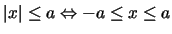 |x| ≤ a ⇔ −a ≤ x ≤ a